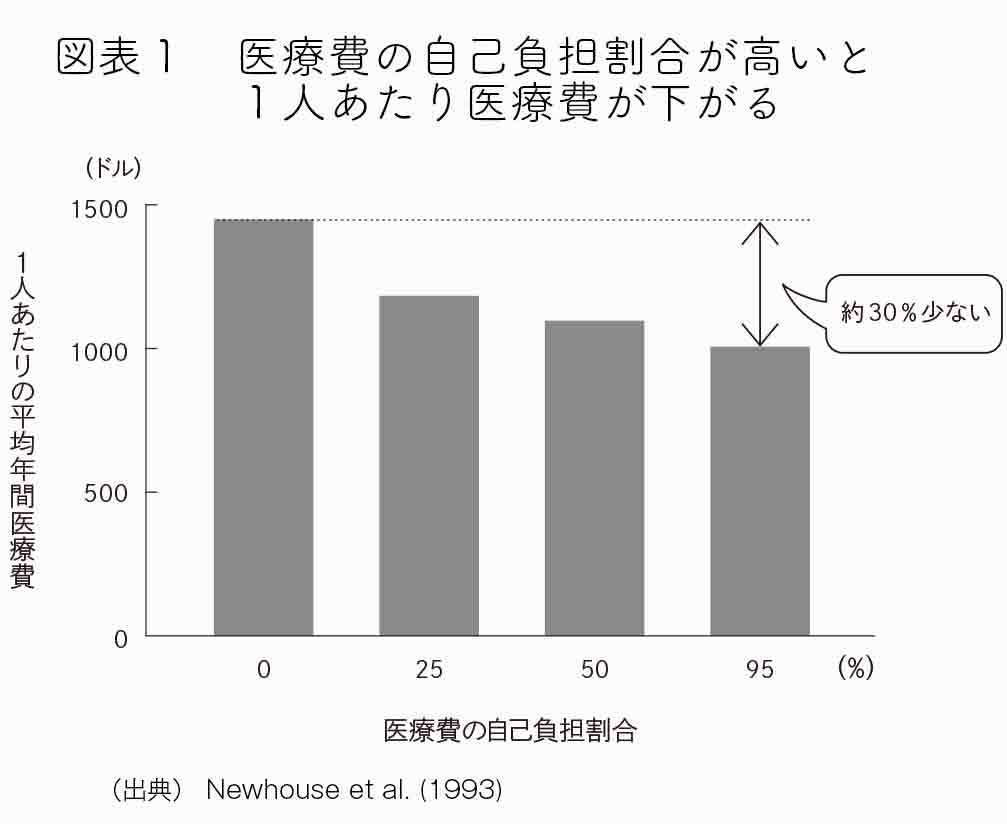 図表1　医療費の自己負担割合が高いと
1人あたり医療費が下がる
(ドル)
1500
1000
500
0
1人あたりの平均年間医療費
約30%少ない
0 25 50 95 (%)
医療費の自己負担割合
（出典） Newhouse et al. (1993)